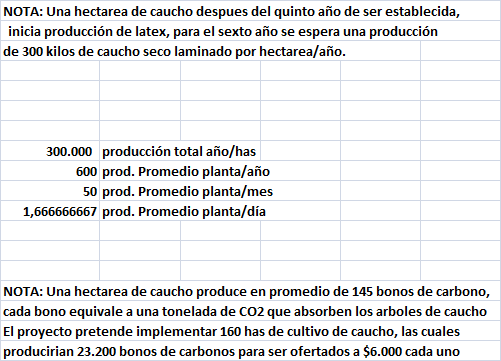 NOTA: Una hectarea de caucho despues del quinto año de ser establecida,
inicia producción de latex, para el sexto año se espera una producción
de 300 kilos de caucho seco laminado por hectarea/año.
300.000 producción total año/has
600 prod. Promedio planta/año
50 prod. Promedio planta/mes
1,666666667 prod. Promedio planta/día
NOTA: Una hectarea de caucho produce en promedio de 145 bonos de carbono,
cada bono equivale a una tonelada de CO2 que absorben los arboles de caucho
El proyecto pretende implementar 160 has de cultivo de caucho, las cuales
producirian 23.200 bonos de carbonos para ser ofertados a $6.000 cada uno